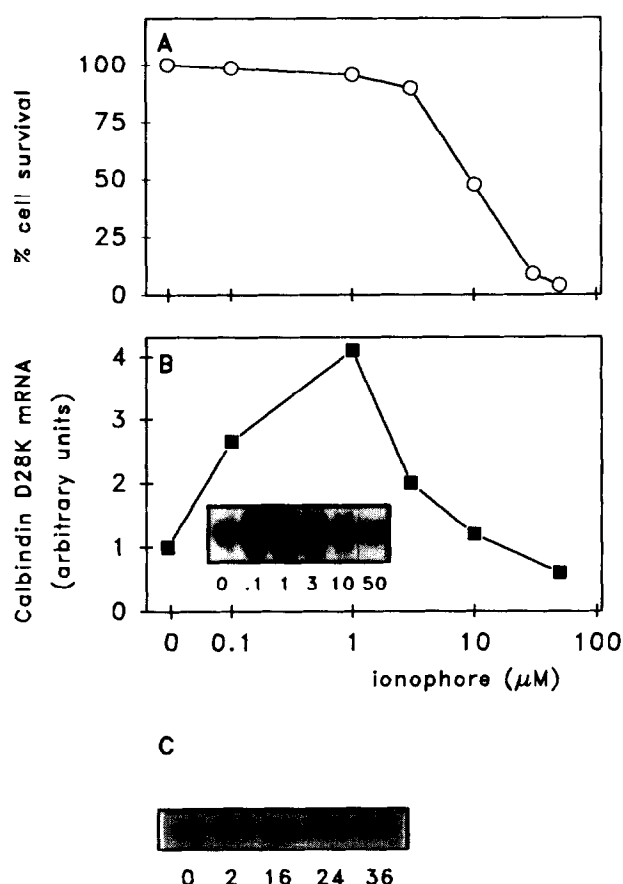 A
% cell survival
100
75
50
25
0
B
Calbindin D28K mRNA
(arbitrary units)
4
3
2
1
0
0 .1 1 3 10 50
0 0.1 1 10 100
ionophore (μM)
C
0 2 16 24 36